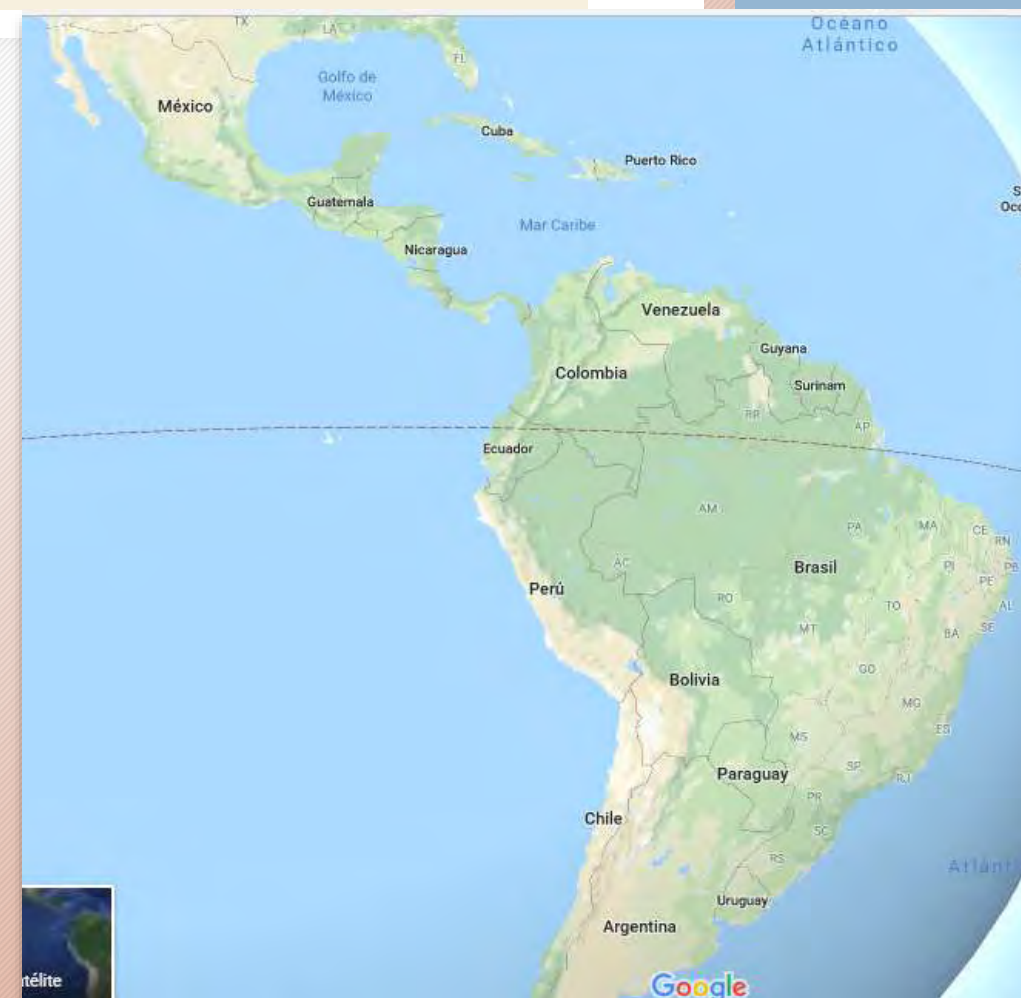 TX
LA
FL
Océano
Atlántico
Golfo de
México
México
Cuba
Puerto Rico
Guatemala
Mar Caribe
Nicaragua
Venezuela
Guyana
Colombia
Surinam
RR
AP
Ecuador
AM
PA
MA
CE
RN
PB
PI
PE
AC
Brasil
Perú
RO
TO
AL
SE
MT
BA
GO
Bolivia
MG
ES
MS
SP
Paraguay
RJ
PR
Chile
SC
RS
Uruguay
Argentina
Google